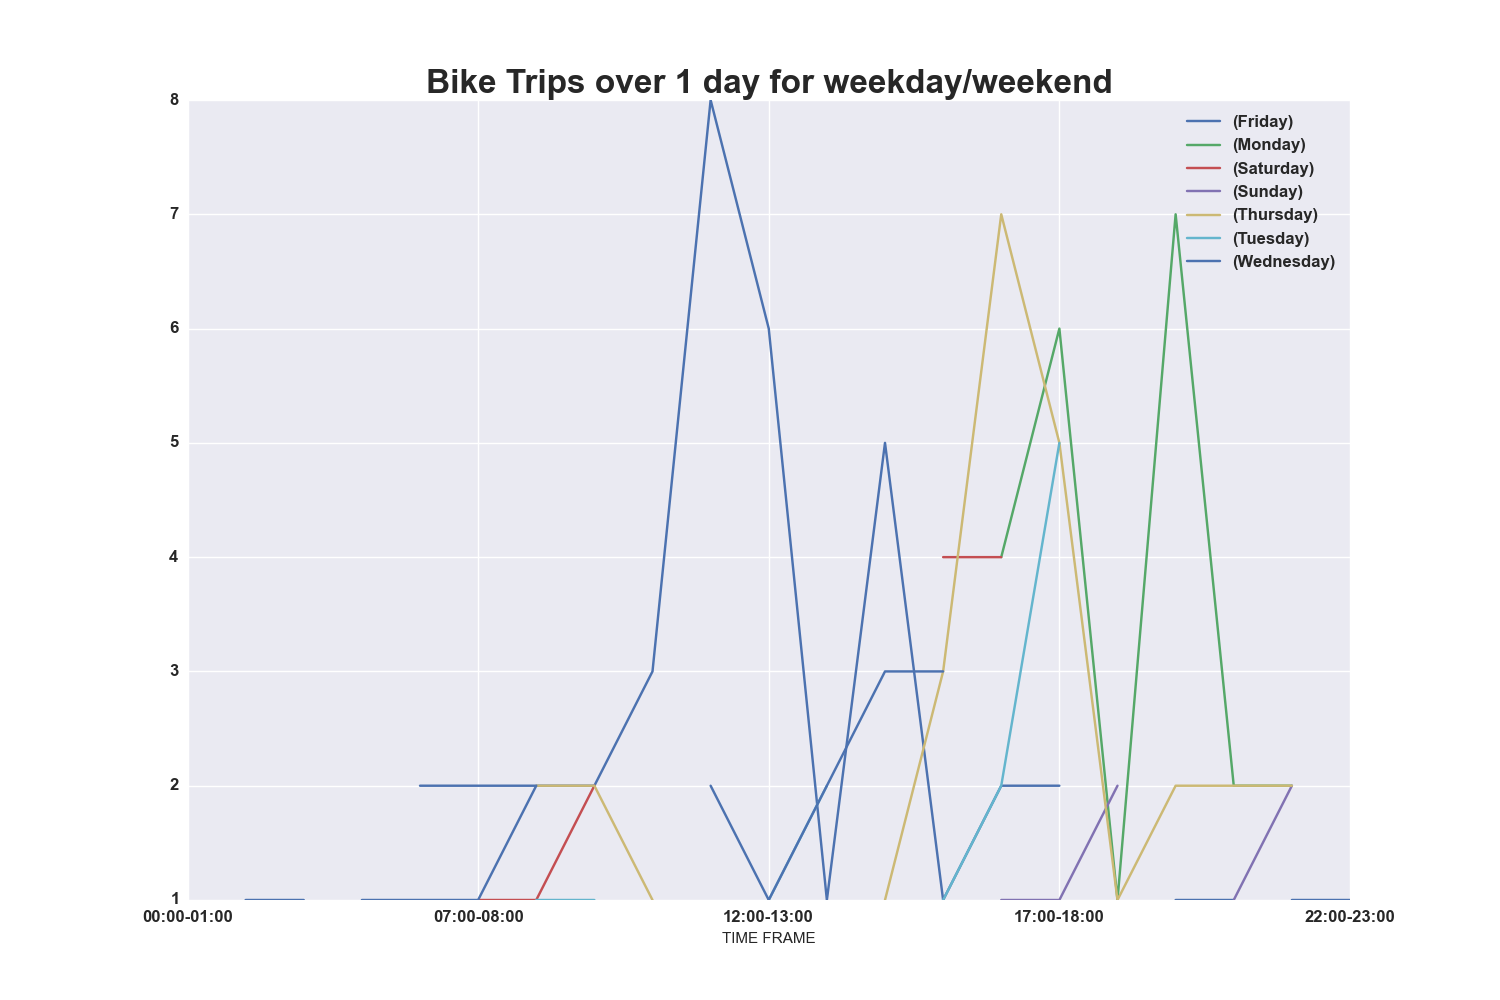 Bike Trips over 1 day for weekday/weekend
8
7
6
5
4
3
2
1
(Friday)
(Monday)
(Saturday)
(Sunday)
(Thursday)
(Tuesday)
(Wednesday)
00:00-01:00 07:00-08:00 12:00-13:00 17:00-18:00 22:00-23:00
TIME FRAME